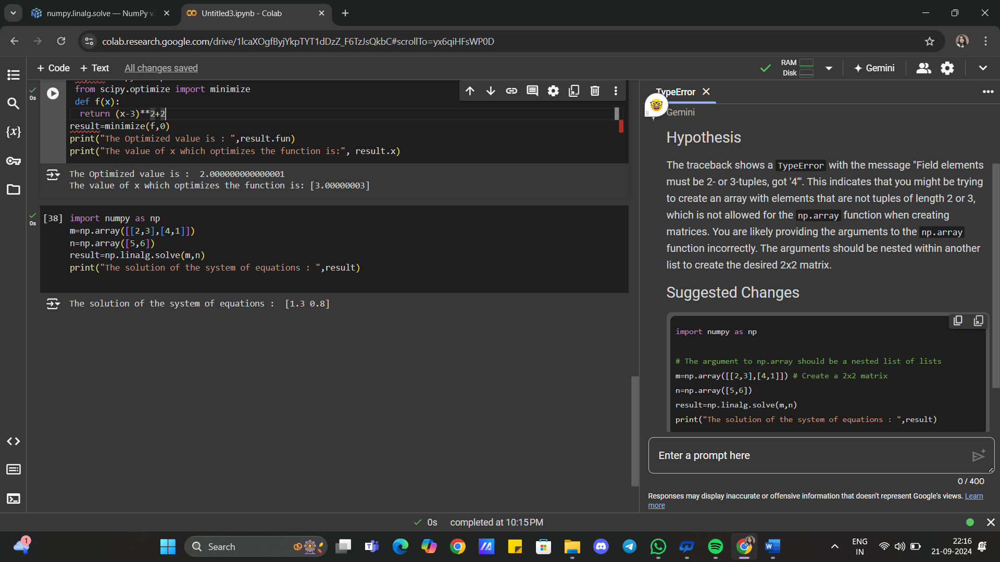 numpy.linalg.solve — NumPy v
Untitled3.ipynb - Colab
colab.research.google.com/drive/1lcaXOgfByjYkpTYT1dDzZ_F6TzJsQkbC#scrollTo=yx6qiHFsWP0D
+ Code + Text All changes saved
RAM
Disk
Gemini
0s
from scipy.optimize import minimize
def f(x):
return (x-3)**2+2
result=minimize(f,0)
print("The Optimized value is : ",result.fun)
print("The value of x which optimizes the function is:", result.x)
The Optimized value is :  2.000000000000001
The value of x which optimizes the function is: [3.00000003]
0s
[38] import numpy as np
m=np.array([[2,3],[4,1]])
n=np.array([5,6])
result=np.linalg.solve(m,n)
print("The solution of the system of equations : ",result)
The solution of the system of equations :  [1.3 0.8]
TypeError
Gemini
Hypothesis
The traceback shows a TypeError with the message "Field elements
must be 2- or 3-tuples, got '4'". This indicates that you might be trying
to create an array with elements that are not tuples of length 2 or 3,
which is not allowed for the np.array function when creating
matrices. You are likely providing the arguments to the np.array
function incorrectly. The arguments should be nested within another
list to create the desired 2x2 matrix.
Suggested Changes
import numpy as np
# The argument to np.array should be a nested list of lists
m=np.array([[2,3],[4,1]]) # Create a 2x2 matrix
n=np.array([5,6])
result=np.linalg.solve(m,n)
print("The solution of the system of equations : ",result)
Enter a prompt here
0 / 400
Responses may display inaccurate or offensive information that doesn't represent Google's views. Learn
more
0s completed at 10:15 PM
1
Search
ENG
IN
22:16
21-09-2024